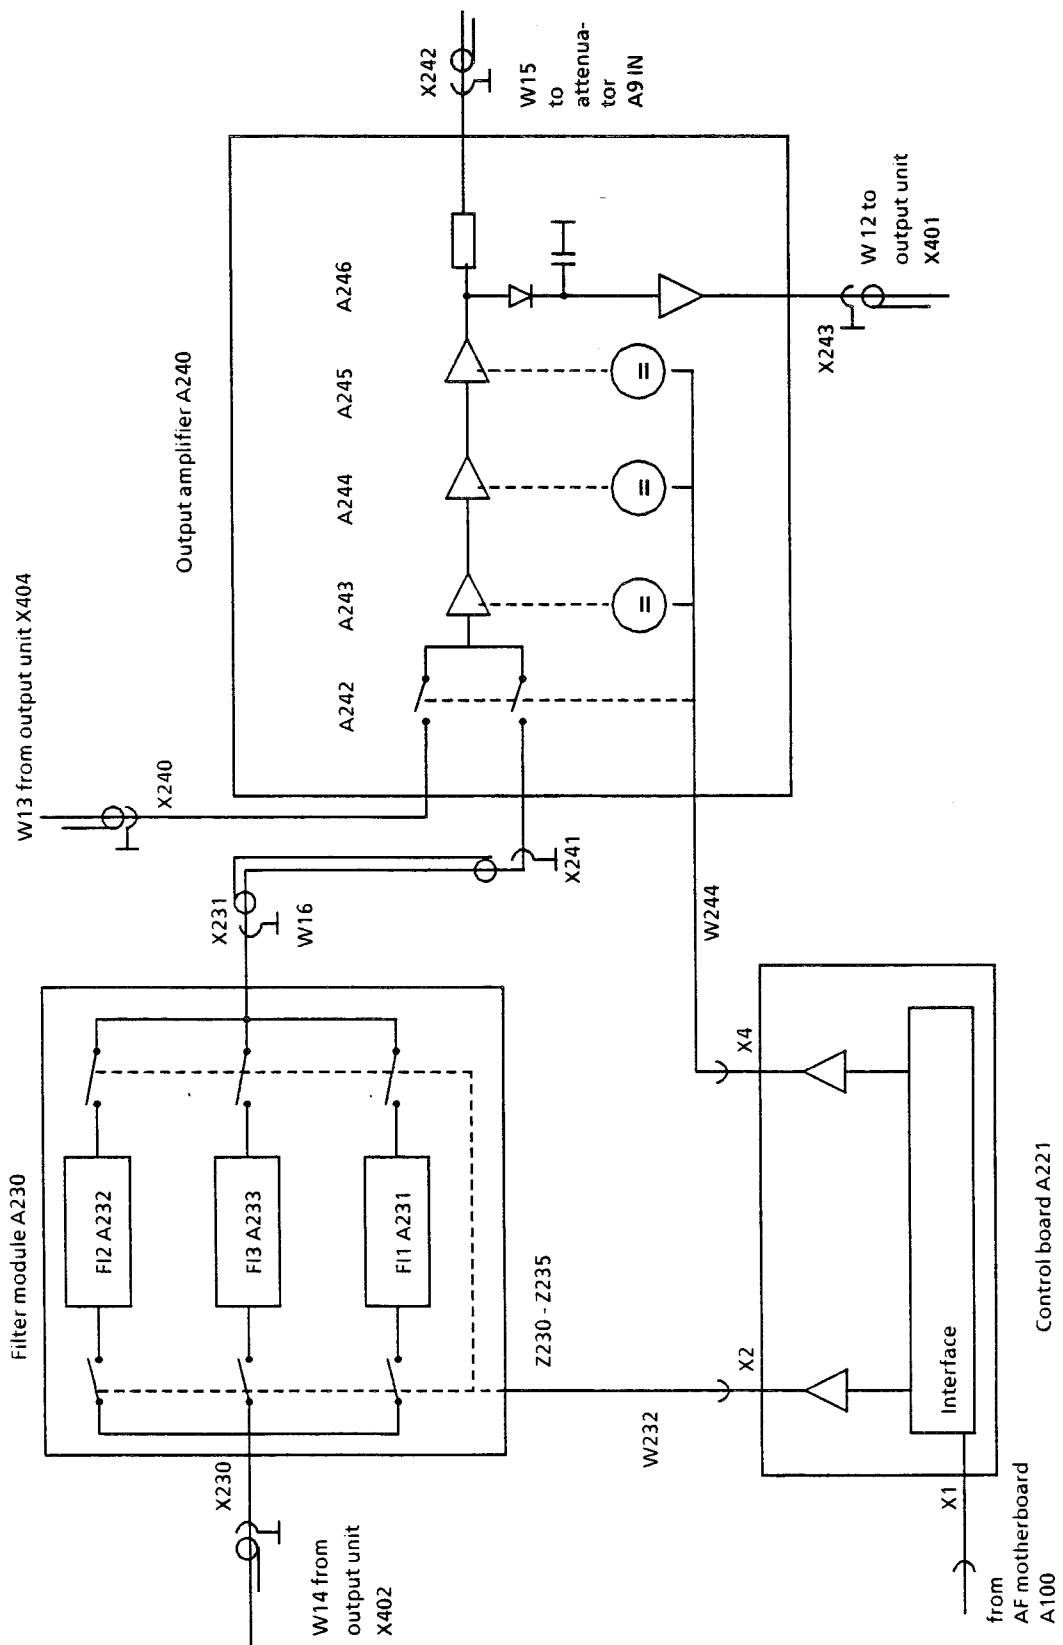 Filter module A230
W14 from
output unit
X402
X230
FI2 A232
FI3 A233
FI1 A231
X231
W16
Z230 - Z235
W232
W13 from output unit X404
X240
X241
Output amplifier A240
A242
A243
A244
A245
A246
=
=
=
X242
W15
to
attenua-
tor
A9 IN
X243
W 12 to
output unit
X401
W244
X2
X4
Interface
X1
from
AF motherboard
A100
Control board A221